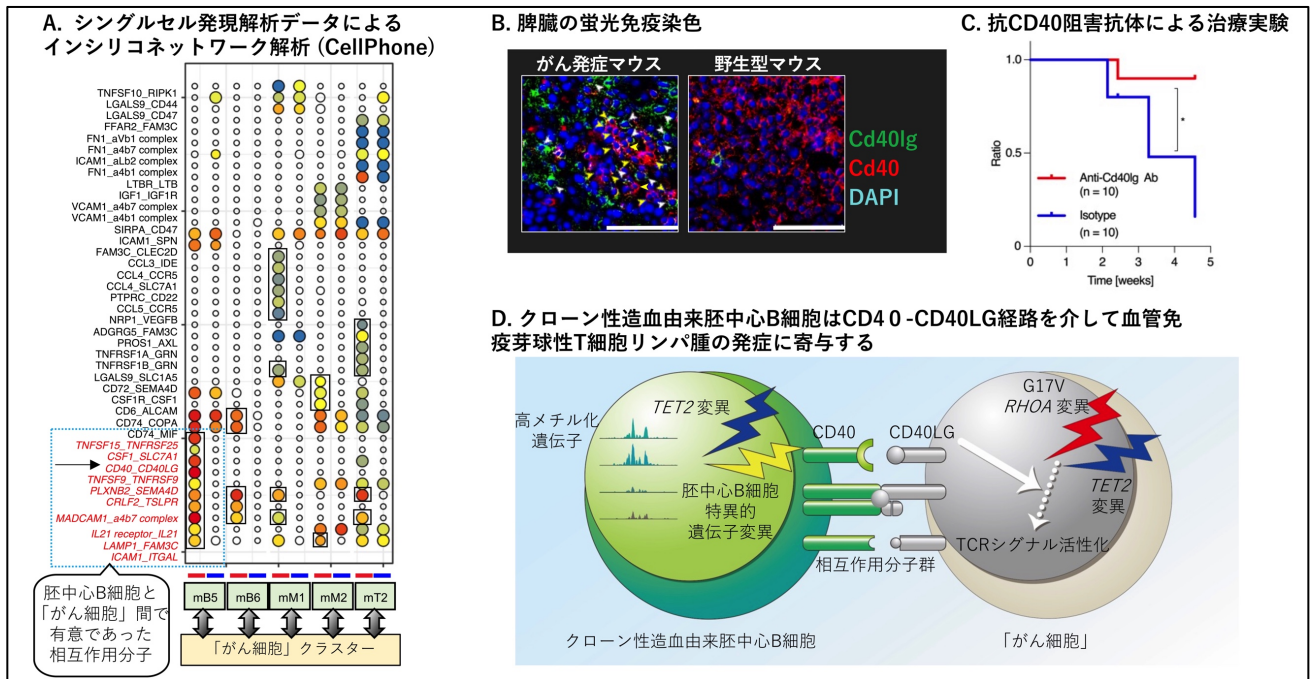 A. シングルセル発現解析データによる
インシリコネットワーク解析 (CellPhone)
TNFSF10_RIPK1
LGALS9_CD44
LGALS9_CD47
FFAR2_FAM3C
FN1_aVb1 complex
FN1_a4b7 complex
ICAM1_aLb2 complex
FN1_a4b1 complex
LTBR_LTB
IGF1_IGF1R
VCAM1_a4b7 complex
VCAM1_a4b1 complex
SIRPA_CD47
ICAM1_SPN
FAM3C_CLEC2D
CCL3_IDE
CCL4_CCR5
CCL4_SLC7A1
PTPRC_CD22
CCL5_CCR5
NRP1_VEGFB
ADGRG5_FAM3C
PROS1_AXL
TNFRSF1A_GRN
TNFRSF1B_GRN
LGALS9_SLC1A5
CD72_SEMA4D
CSF1R_CSF1
CD6_ALCAM
CD74_COPA
CD74_MIF
TNFSF15_TNFRSF25
CSF1_SLC7A1
CD40_CD40LG
TNFSF9_TNFRSF9
PLXNB2_SEMA4D
CRLF2_TSLPR
MADCAM1_a4b7 complex
IL21 receptor_IL21
LAMP1_FAM3C
ICAM1_ITGAL
mB5 mB6 mM1 mM2 mT2
「がん細胞」クラスター
胚中心B細胞と
「がん細胞」間で
有意であった
相互作用分子
B. 脾臓の蛍光免疫染色
がん発症マウス 野生型マウス
Cd40lg
Cd40
DAPI
C. 抗CD40阻害抗体による治療実験
1.0
0.5
0
Ratio
*
Anti-Cd40lg Ab
(n = 10)
Isotype
(n = 10)
0 1 2 3 4 5
Time [weeks]
D. クローン性造血由来胚中心B細胞はCD40-CD40LG経路を介して血管免
疫芽球性T細胞リンパ腫の発症に寄与する
高メチル化
遺伝子
TET2 変異
胚中心B細胞
特異的
遺伝子変異
CD40 CD40LG
相互作用分子群
G17V
RHOA 変異
TET2
変異
TCRシグナル活性化
クローン性造血由来胚中心B細胞
「がん細胞」